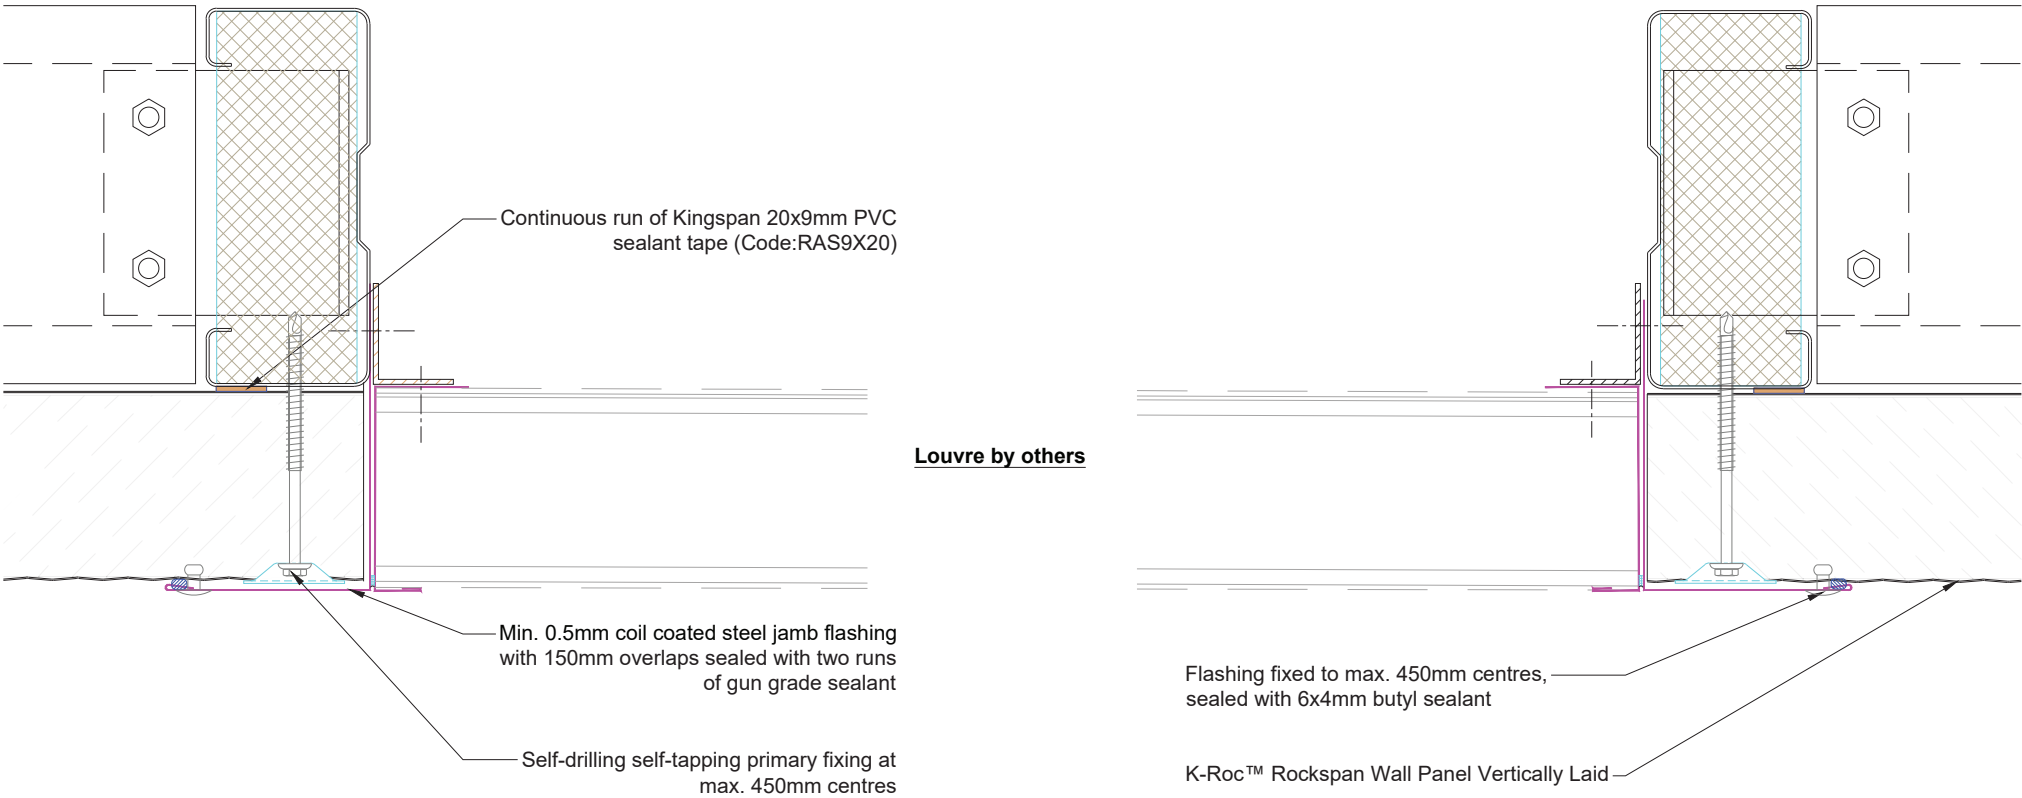 Continuous run of Kingspan 20x9mm PVC
sealant tape (Code:RAS9X20)
Louvre by others
Min. 0.5mm coil coated steel jamb flashing
with 150mm overlaps sealed with two runs
of gun grade sealant
Self-drilling self-tapping primary fixing at
max. 450mm centres
Flashing fixed to max. 450mm centres,
sealed with 6x4mm butyl sealant
K-Roc™ Rockspan Wall Panel Vertically Laid